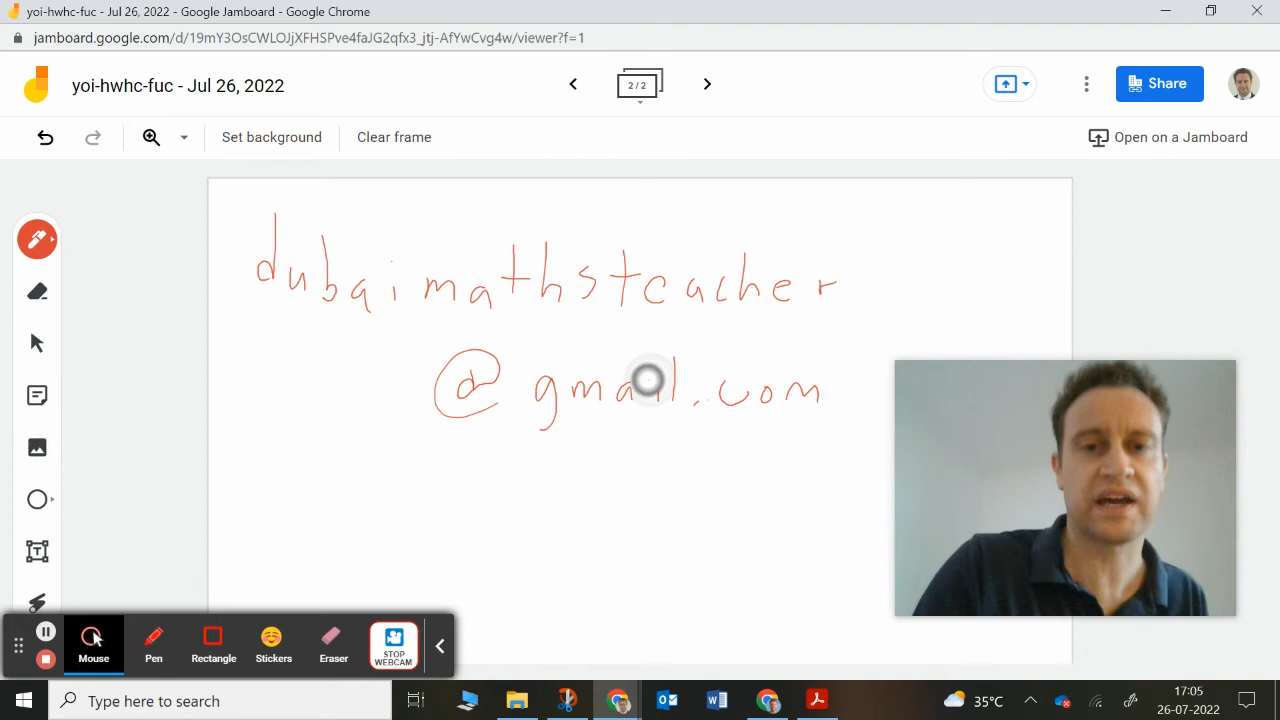 yoi-hwhc-fuc - Jul 26, 2022 - Google Jamboard - Google Chrome
jamboard.google.com/d/19mY3OsCWLOJjXFHSPve4faJG2qfx3_jtj-AfYwCvg4w/viewer?f=1
yoi-hwhc-fuc - Jul 26, 2022
2 / 2
Share
Set background
Clear frame
Open on a Jamboard
dubaimathsteacher
@gmail.com
Mouse
Pen
Rectangle
Stickers
Eraser
STOP
WEBCAM
Type here to search
35°C
17:05
26-07-2022